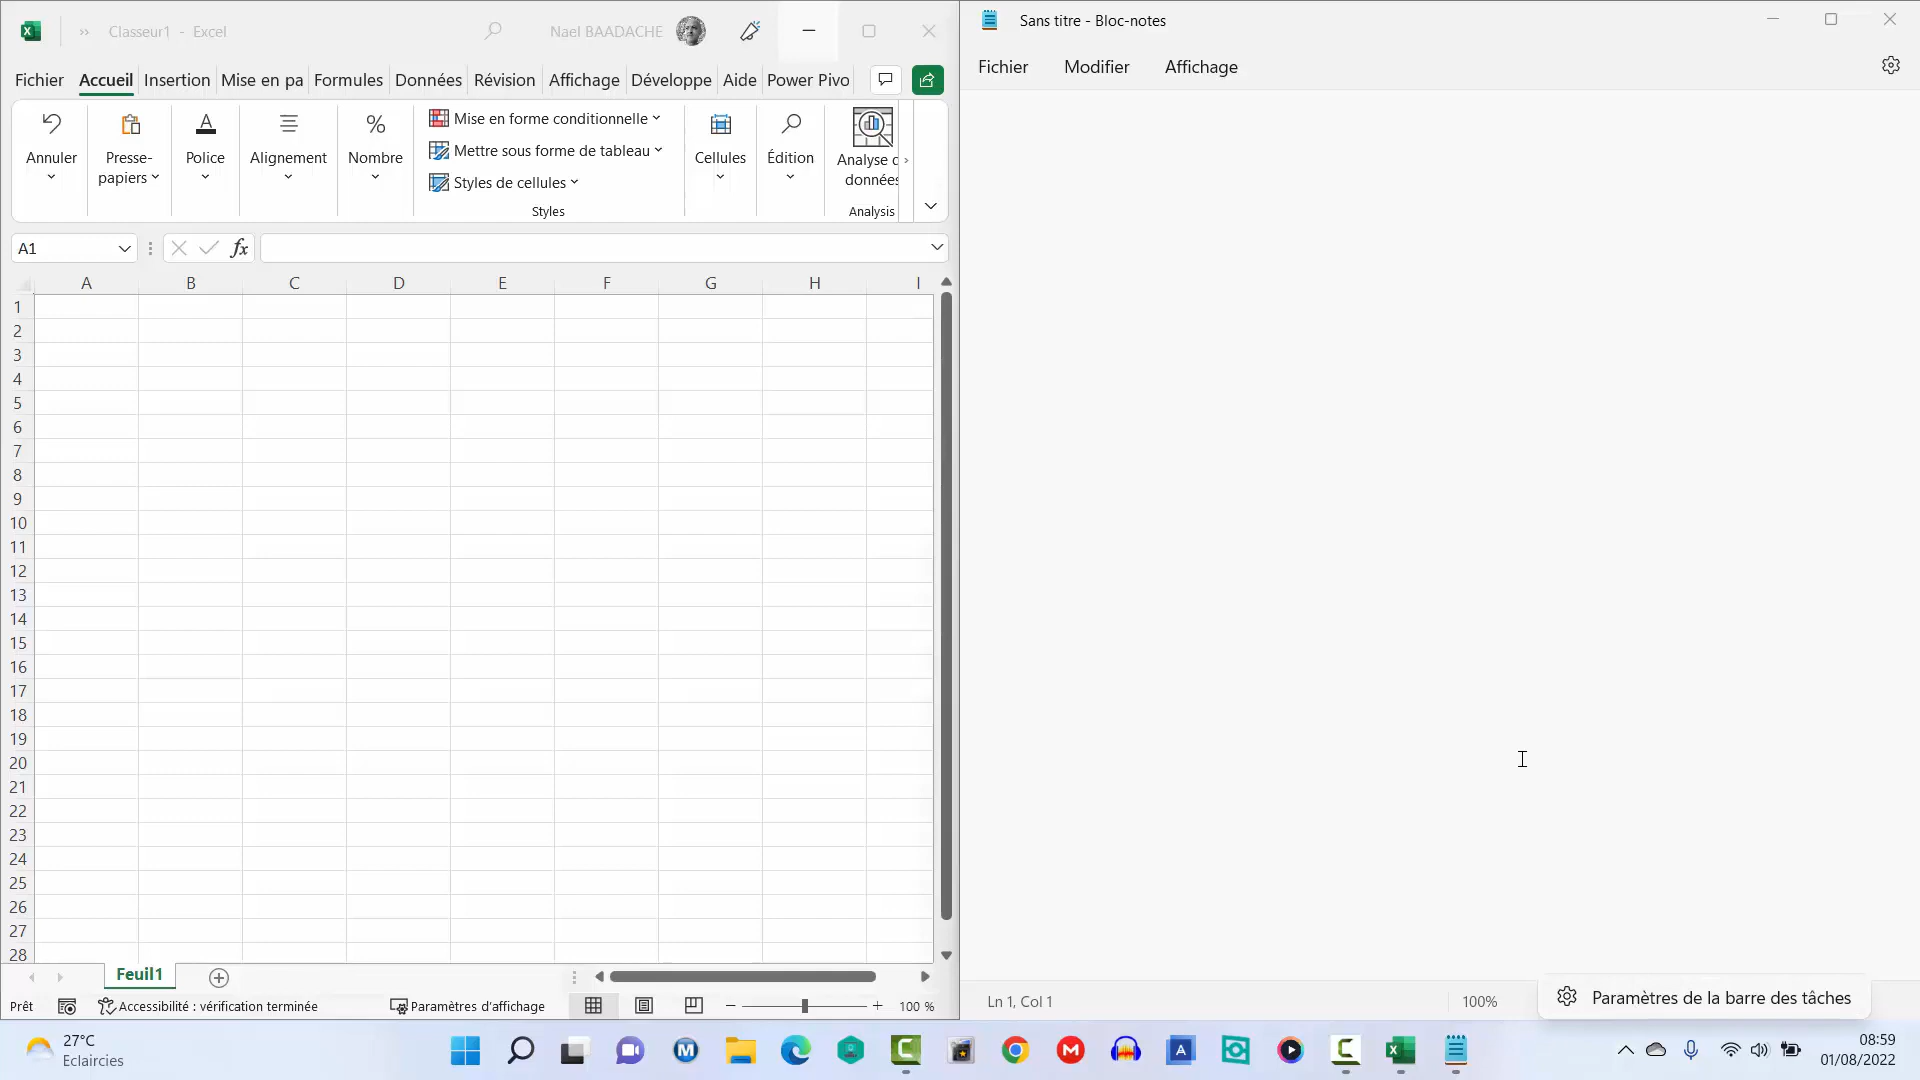 Classeur1 - Excel
Nael BAADACHE
Fichier Accueil Insertion Mise en pa Formules Données Révision Affichage Développe Aide Power Pivo
Annuler
Presse-papiers
Police
Alignement
Nombre
Mise en forme conditionnelle
Mettre sous forme de tableau
Styles de cellules
Styles
Cellules
Édition
Analyse d
données
Analysis
A1
fx
A B C D E F G H I
1
2
3
4
5
6
7
8
9
10
11
12
13
14
15
16
17
18
19
20
21
22
23
24
25
26
27
28
Feuil1
Prêt
Accessibilité : vérification terminée
Paramètres d'affichage
100 %
Sans titre - Bloc-notes
Fichier Modifier Affichage
Ln 1, Col 1
100%
Paramètres de la barre des tâches
27°C
Eclaircies
08:59
01/08/2022